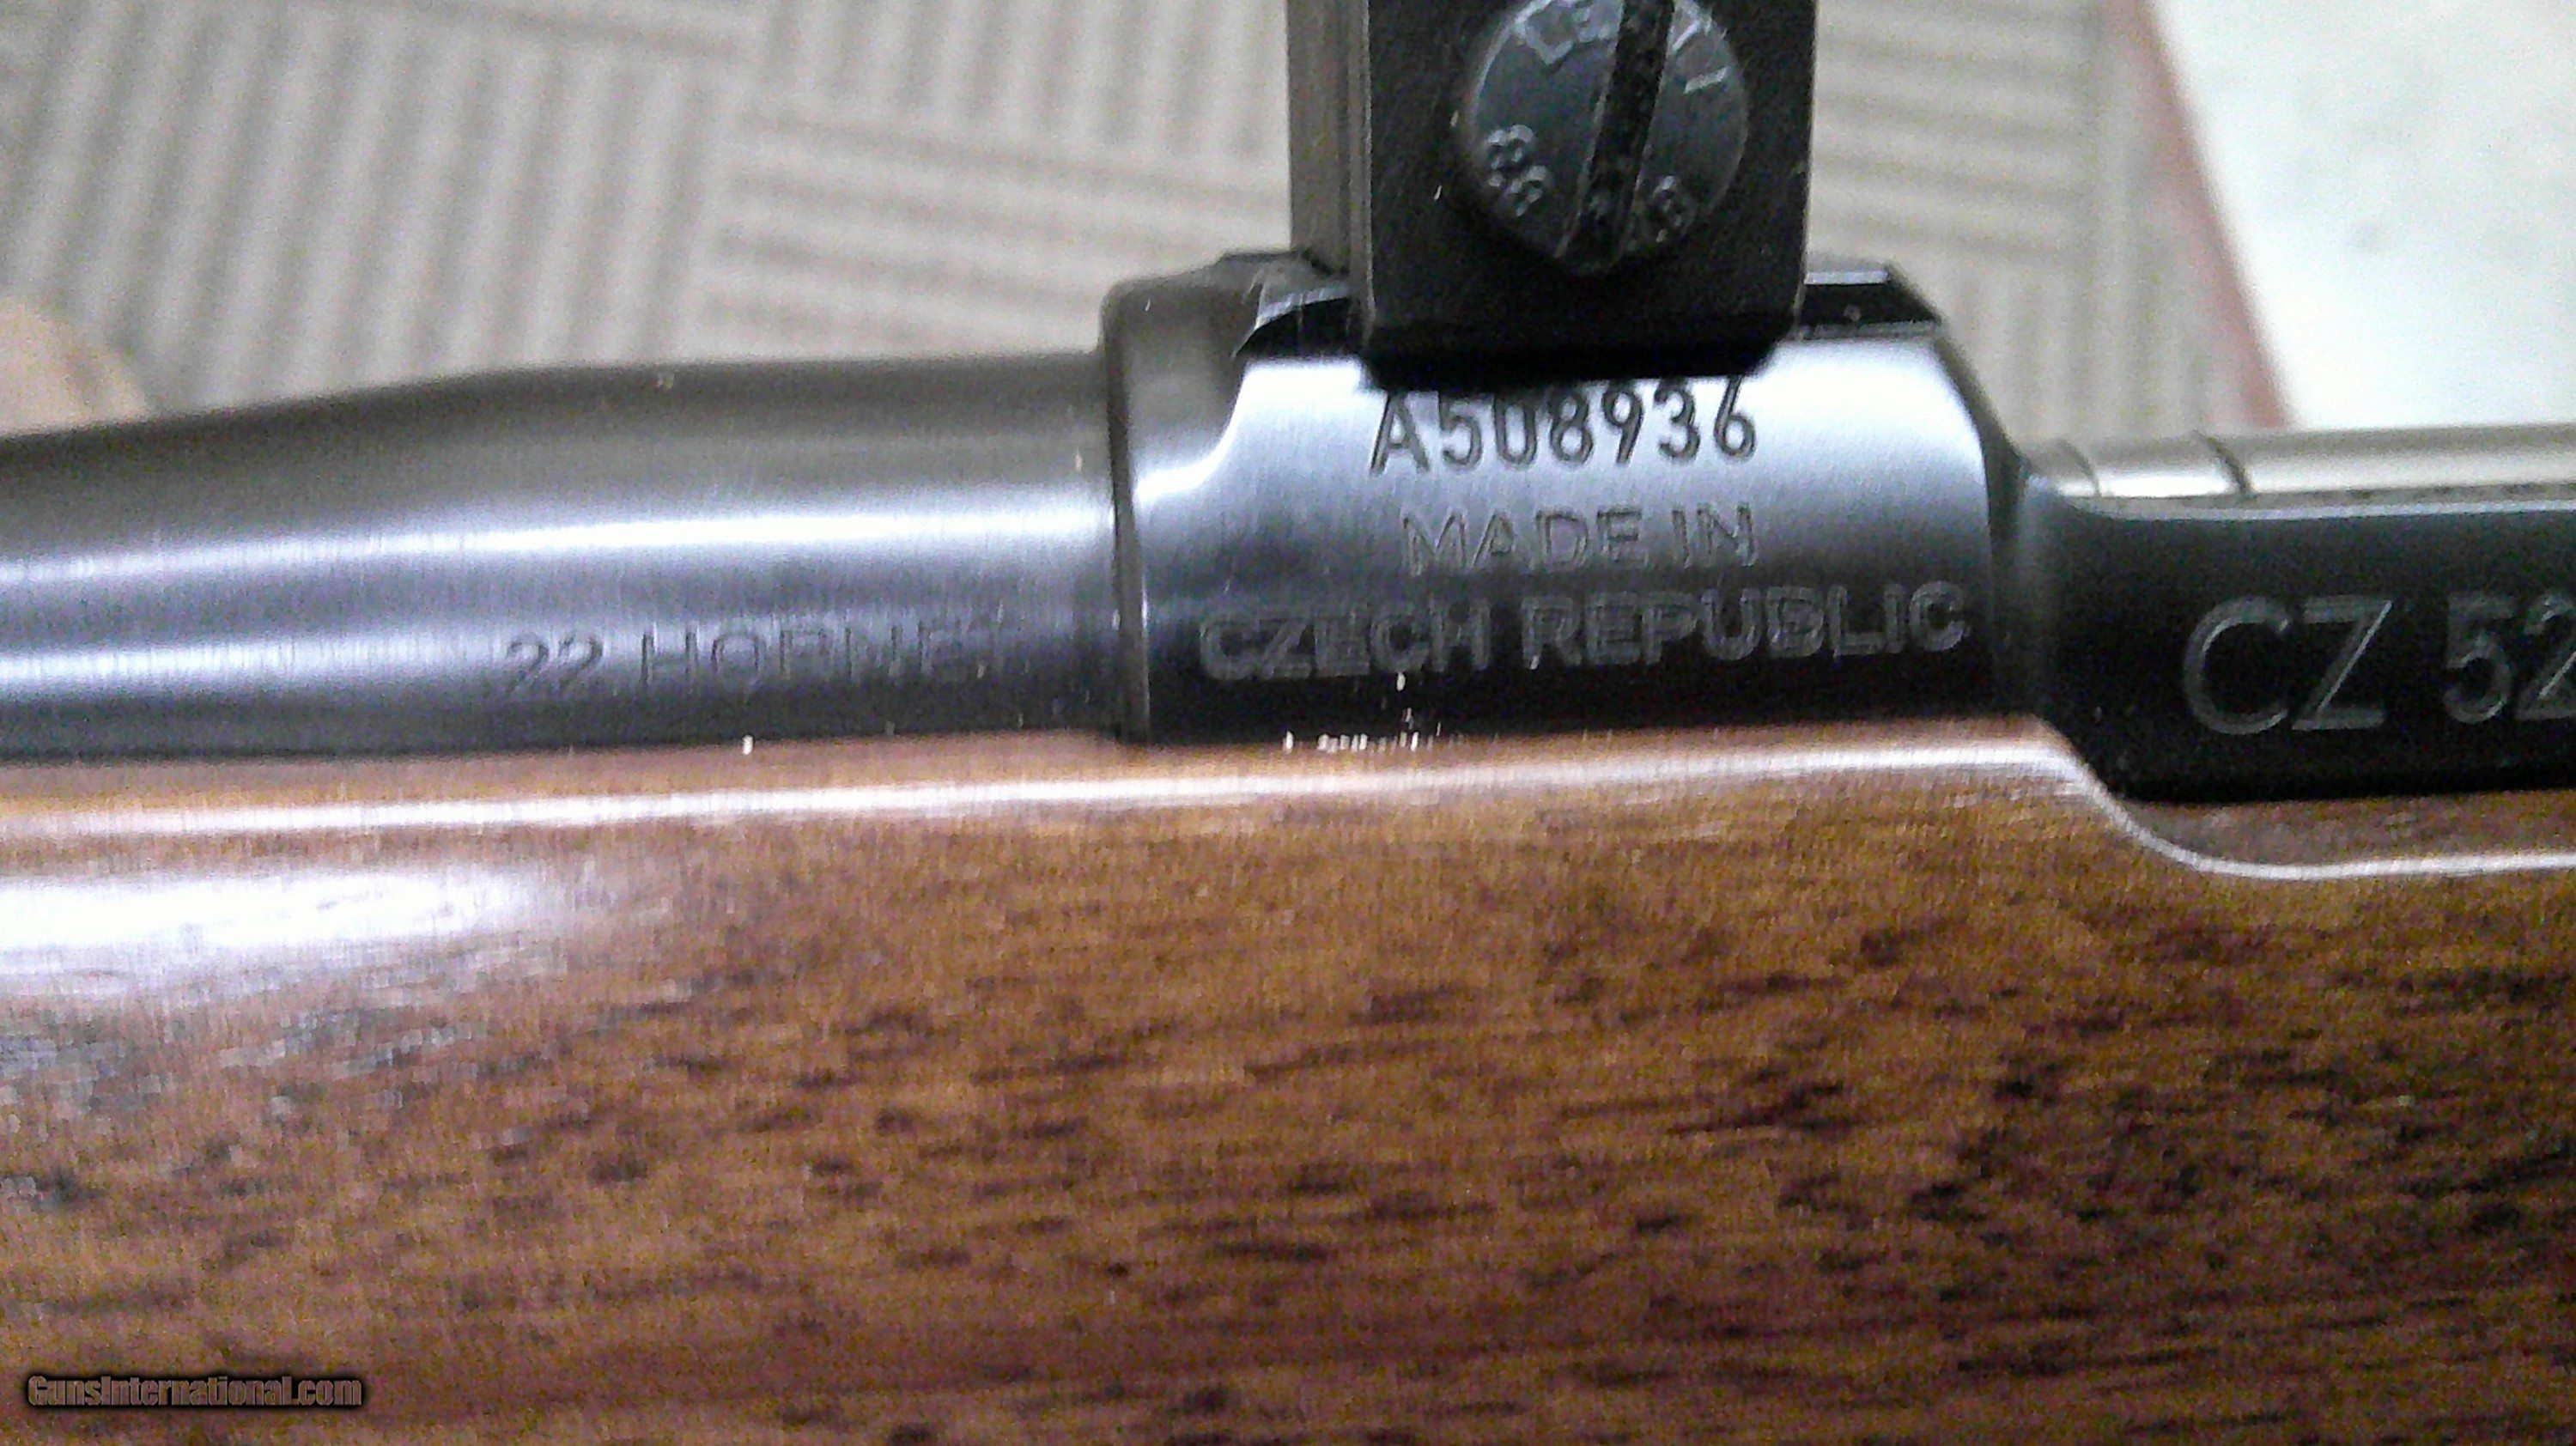 A508936
MADE IN
CZECH REPUBLIC
22 HORNET
CZ 52
GunsInternational.com